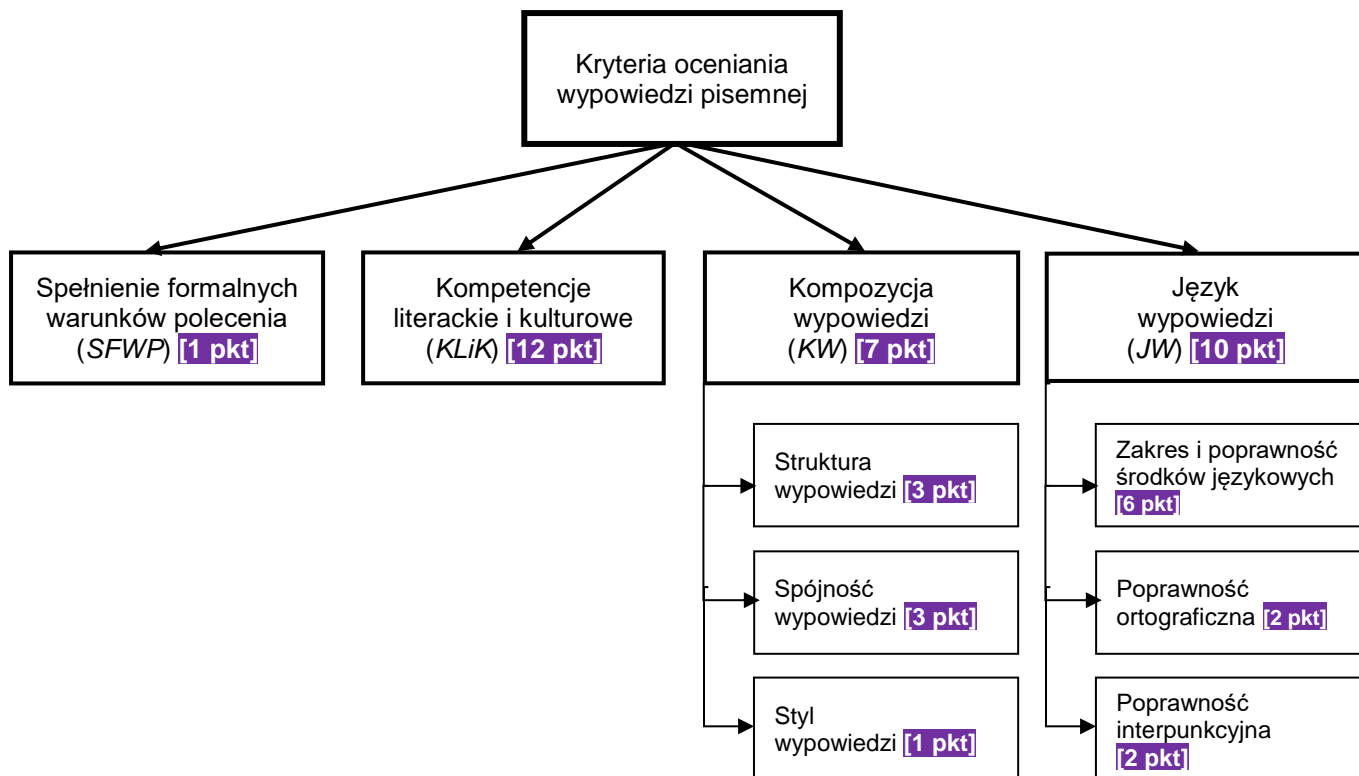 Kryteria oceniania
wypowiedzi pisemnej
Spełnienie formalnych
warunków polecenia
(SFWP) [1 pkt]
Kompetencje
literackie i kulturowe
(KLiK) [12 pkt]
Kompozycja
wypowiedzi
(KW) [7 pkt]
Język
wypowiedzi
(JW) [10 pkt]
Struktura
wypowiedzi [3 pkt]
Spójność
wypowiedzi [3 pkt]
Styl
wypowiedzi [1 pkt]
Zakres i poprawność
środków językowych
[6 pkt]
Poprawność
ortograficzna [2 pkt]
Poprawność
interpunkcyjna
[2 pkt]